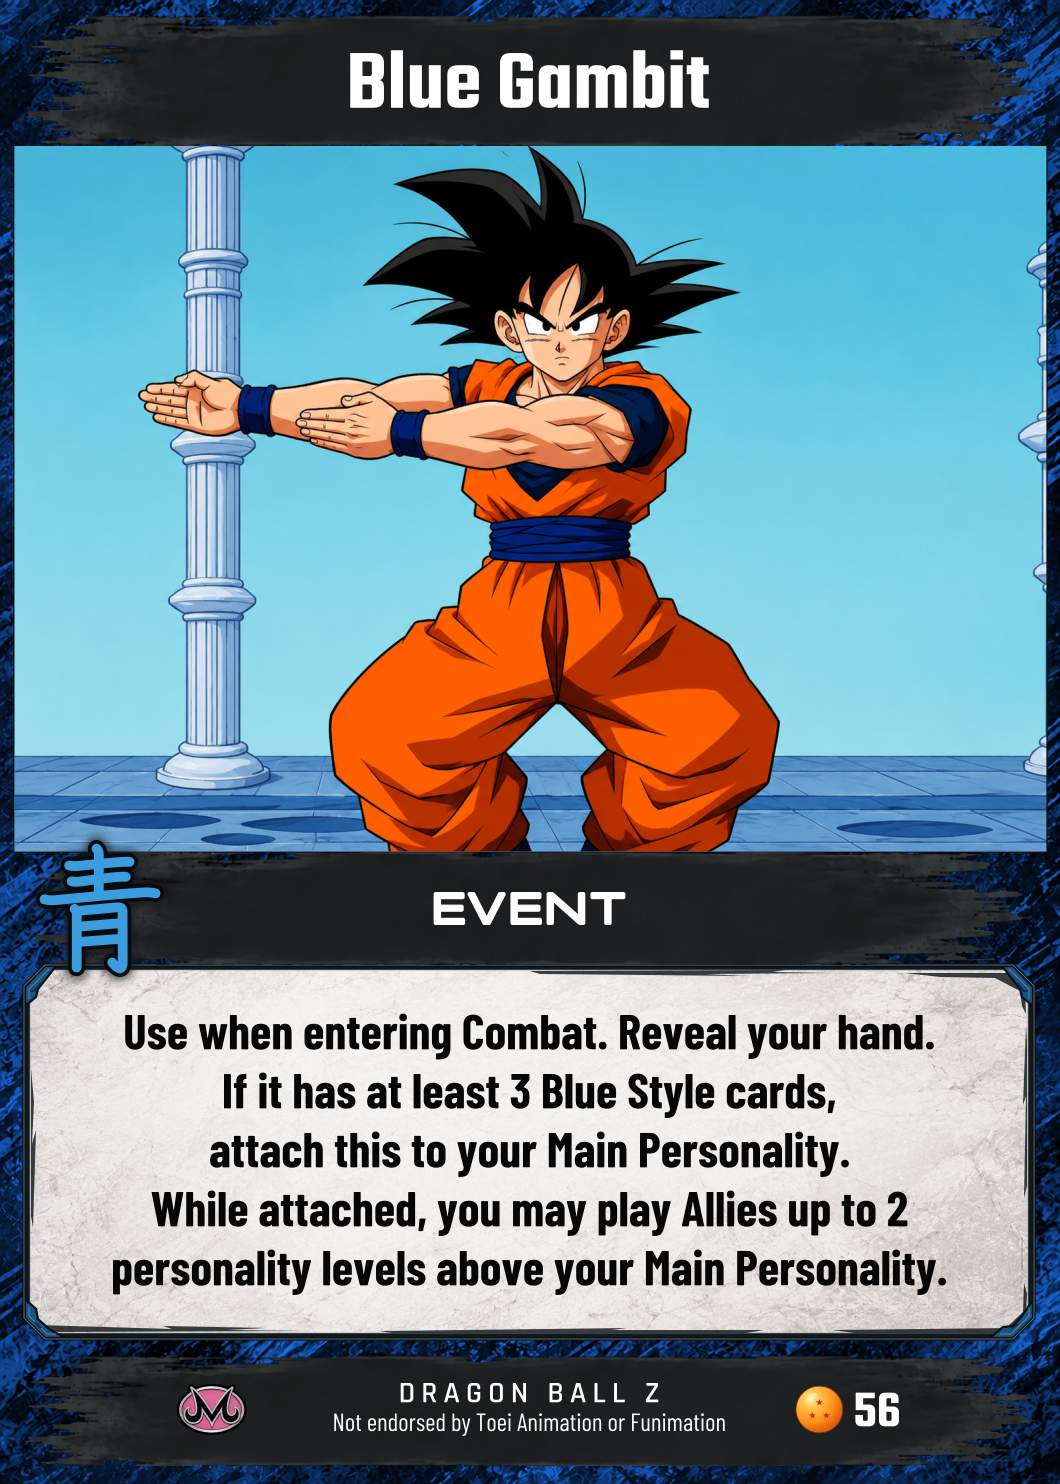 Blue Gambit
青
EVENT
Use when entering Combat. Reveal your hand.
If it has at least 3 Blue Style cards,
attach this to your Main Personality.
While attached, you may play Allies up to 2
personality levels above your Main Personality.
DRAGON BALL Z
Not endorsed by Toei Animation or Funimation
56